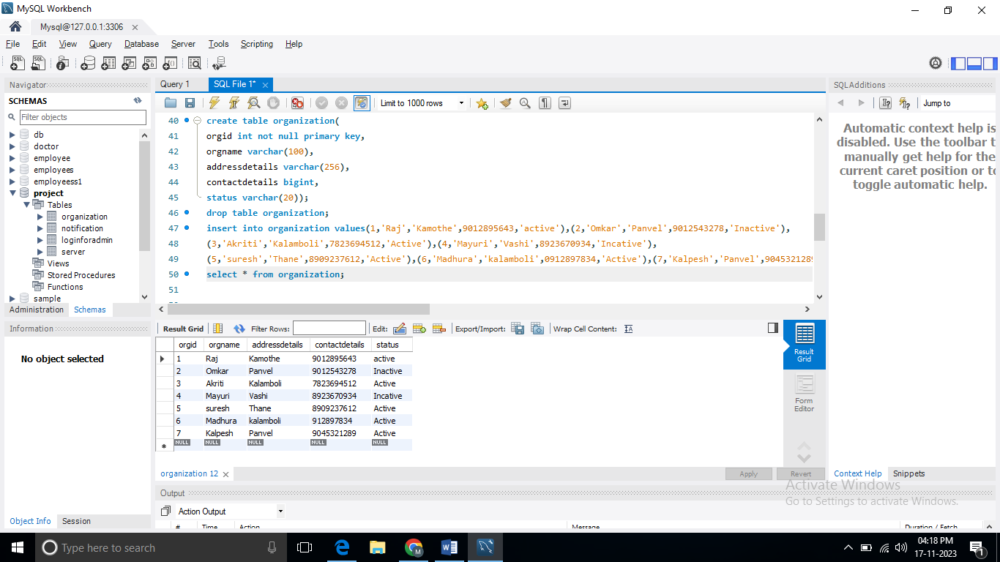 MySQL Workbench
Mysql@127.0.0.1:3306
File Edit View Query Database Server Tools Scripting Help
Navigator
SCHEMAS
Filter objects
db
doctor
employee
employees
employeess1
project
Tables
organization
notification
loginforadmin
server
Views
Stored Procedures
Functions
sample
Administration Schemas
Information
No object selected
Object Info Session
Query 1 SQL File 1*
Limit to 1000 rows
40 create table organization(
41 orgid int not null primary key,
42 orgname varchar(100),
43 addressdetails varchar(256),
44 contactdetails bigint,
45 status varchar(20));
46 drop table organization;
47 insert into organization values(1,'Raj','Kamothe',9012895643,'active'),(2,'Omkar','Panvel',9012543278,'Inactive'),
48 (3,'Akriti','Kalamboli',7823694512,'Active'),(4,'Mayuri','Vashi',8923670934,'Incative'),
49 (5,'suresh','Thane',8909237612,'Active'),(6,'Madhura','kalamboli',0912897834,'Active'),(7,'Kalpesh','Panvel',904532128
50 select * from organization;
51
Result Grid Filter Rows: Edit: Export/Import: Wrap Cell Content:
orgid orgname addressdetails contactdetails status
1 Raj Kamothe 9012895643 active
2 Omkar Panvel 9012543278 Inactive
3 Akriti Kalamboli 7823694512 Active
4 Mayuri Vashi 8923670934 Incative
5 suresh Thane 8909237612 Active
6 Madhura kalamboli 912897834 Active
7 Kalpesh Panvel 9045321289 Active
NULL NULL NULL NULL NULL
Result
Grid
Form
Editor
organization 12
Apply Revert
Output
Action Output
# Time Action Message Duration / Fetch
SQLAdditions
Jump to
Automatic context help is
disabled. Use the toolbar t
manually get help for the
current caret position or to
toggle automatic help.
Context Help Snippets
Activate Windows
Go to Settings to activate Windows.
Type here to search
04:18 PM
17-11-2023
1